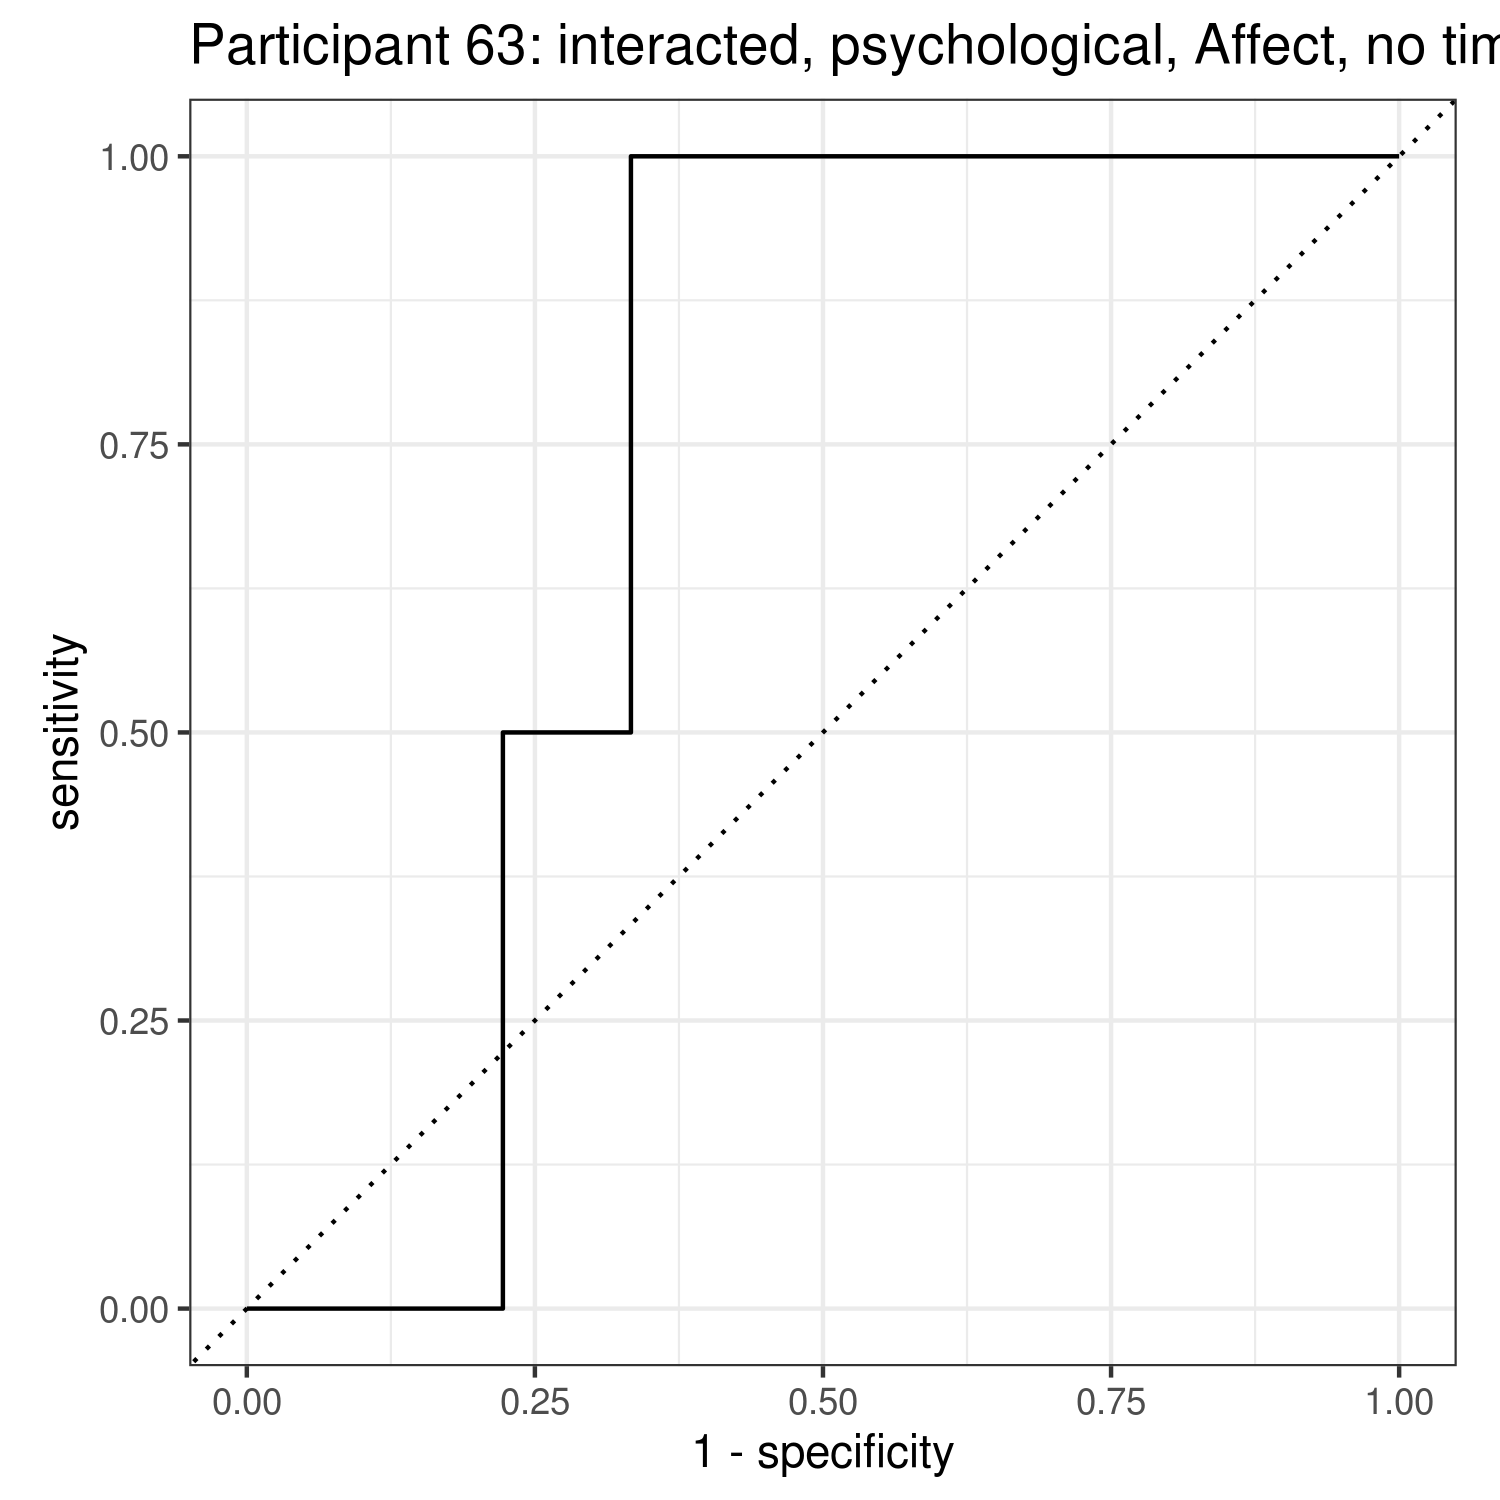 Participant 63: interacted, psychological, Affect, no tim
1.00
0.75
0.50
0.25
0.00
sensitivity
0.00 0.25 0.50 0.75 1.00
1 - specificity